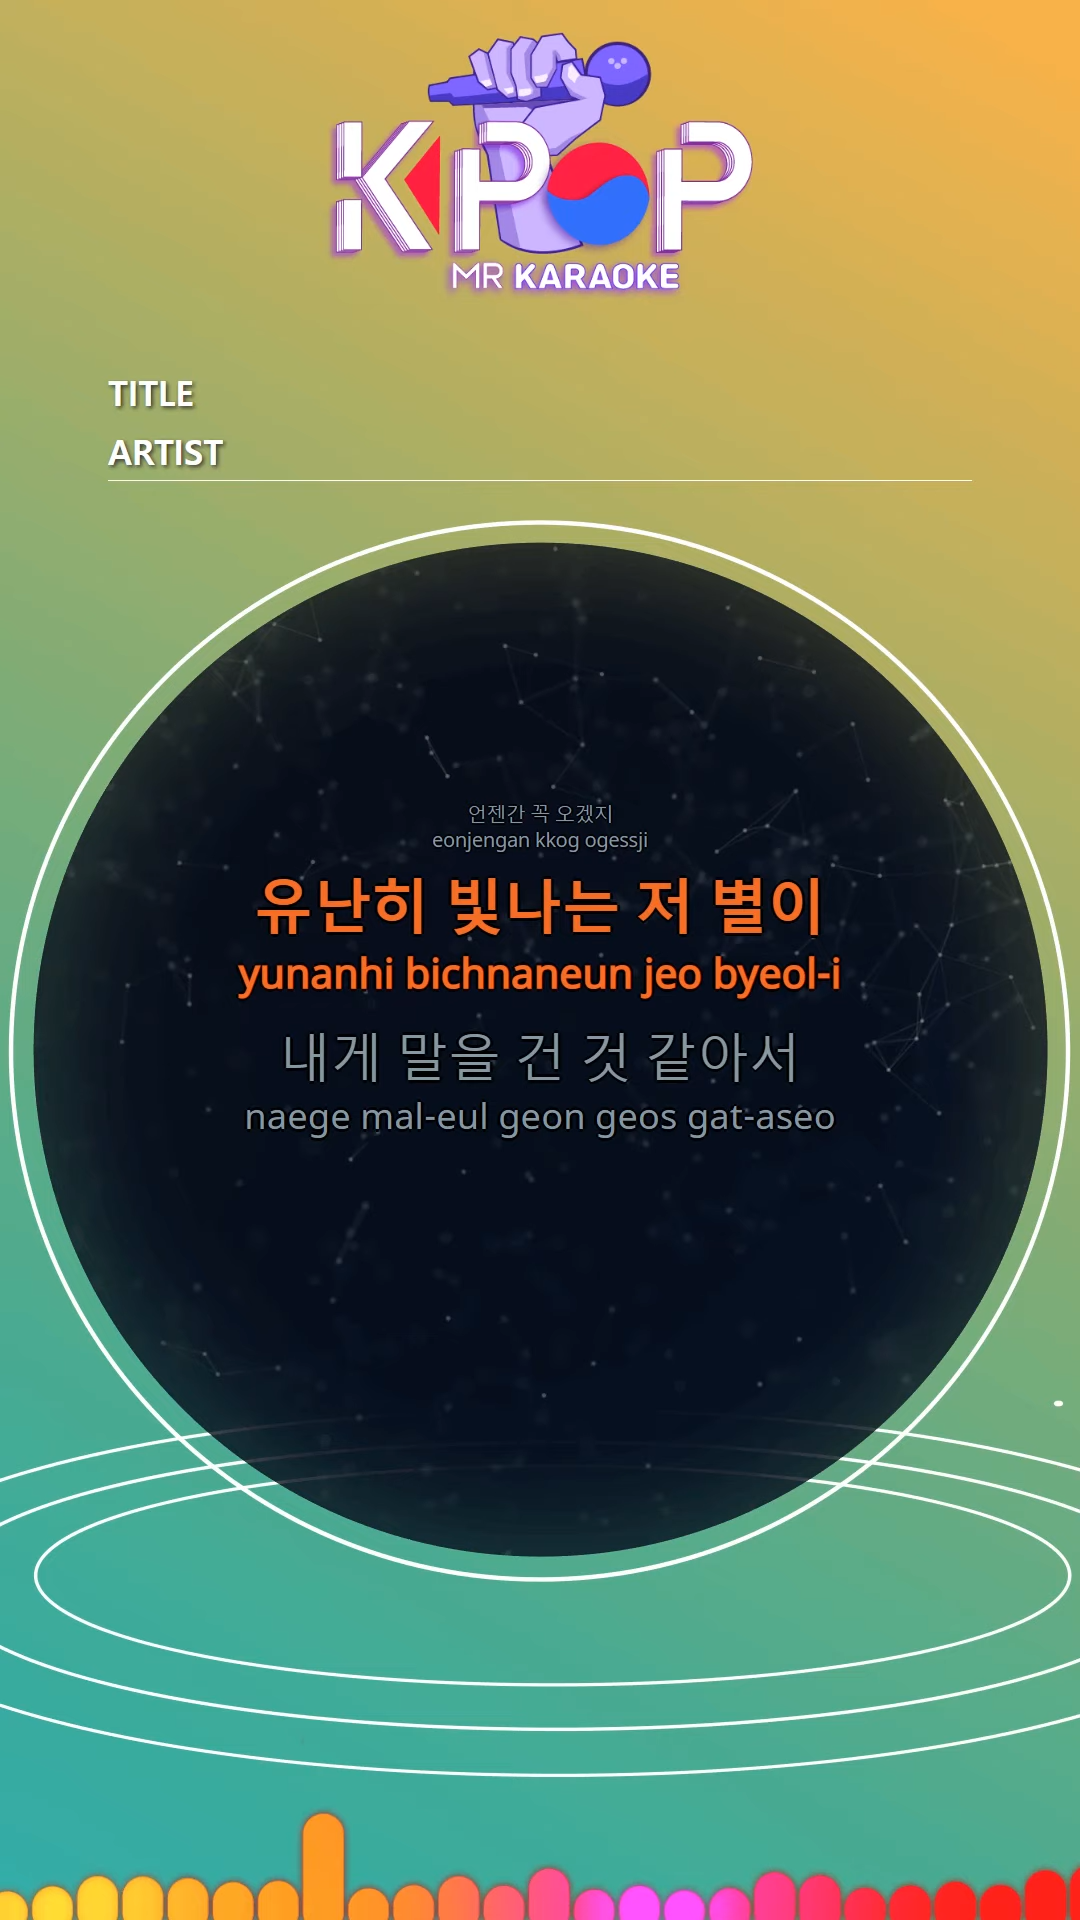 KPOP
MR KARAOKE
TITLE
ARTIST
언젠간 꼭 오겠지
eonjengan kkog ogessji
유난히 빛나는 저 별이
yunanhi bichnaneun jeo byeol-i
내게 말을 건 것 같아서
naege mal-eul geon geos gat-aseo